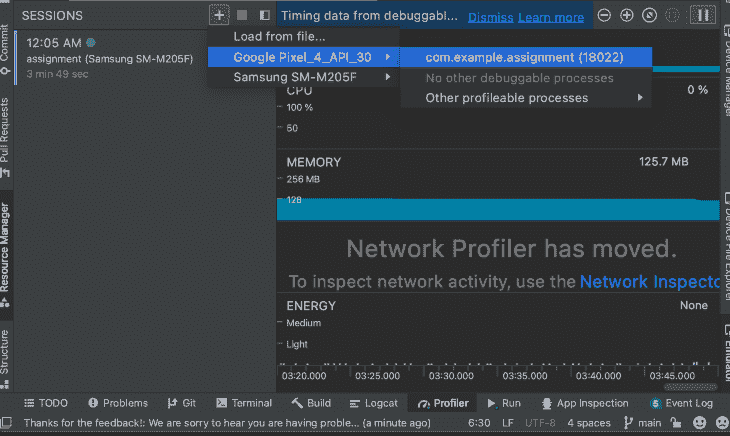 SESSIONS
Timing data from debuggabl... Dismiss Learn more
12:05 AM
assignment (Samsung SM-M205F)
3 min 49 sec
Load from file...
Google Pixel_4_API_30
Samsung SM-M205F
com.example.assignment (18022)
No other debuggable processes
Other profileable processes
CPU
0 %
100 %
50
MEMORY
125.7 MB
256 MB
128
Network Profiler has moved.
To inspect network activity, use the Network Inspecto
ENERGY
None
Medium
Light
03:20.000 03:25.000 03:30.000 03:35.000 03:40.000 03:45.000
Commit
Pull Requests
Resource Manager
Structure
Device Manager
Device File Explorer
Emulato
TODO Problems Git Terminal Build Logcat Profiler Run App Inspection Event Log
Thanks for the feedback!: We are sorry to hear you are having proble... (a minute ago) 6:30 LF UTF-8 4 spaces main